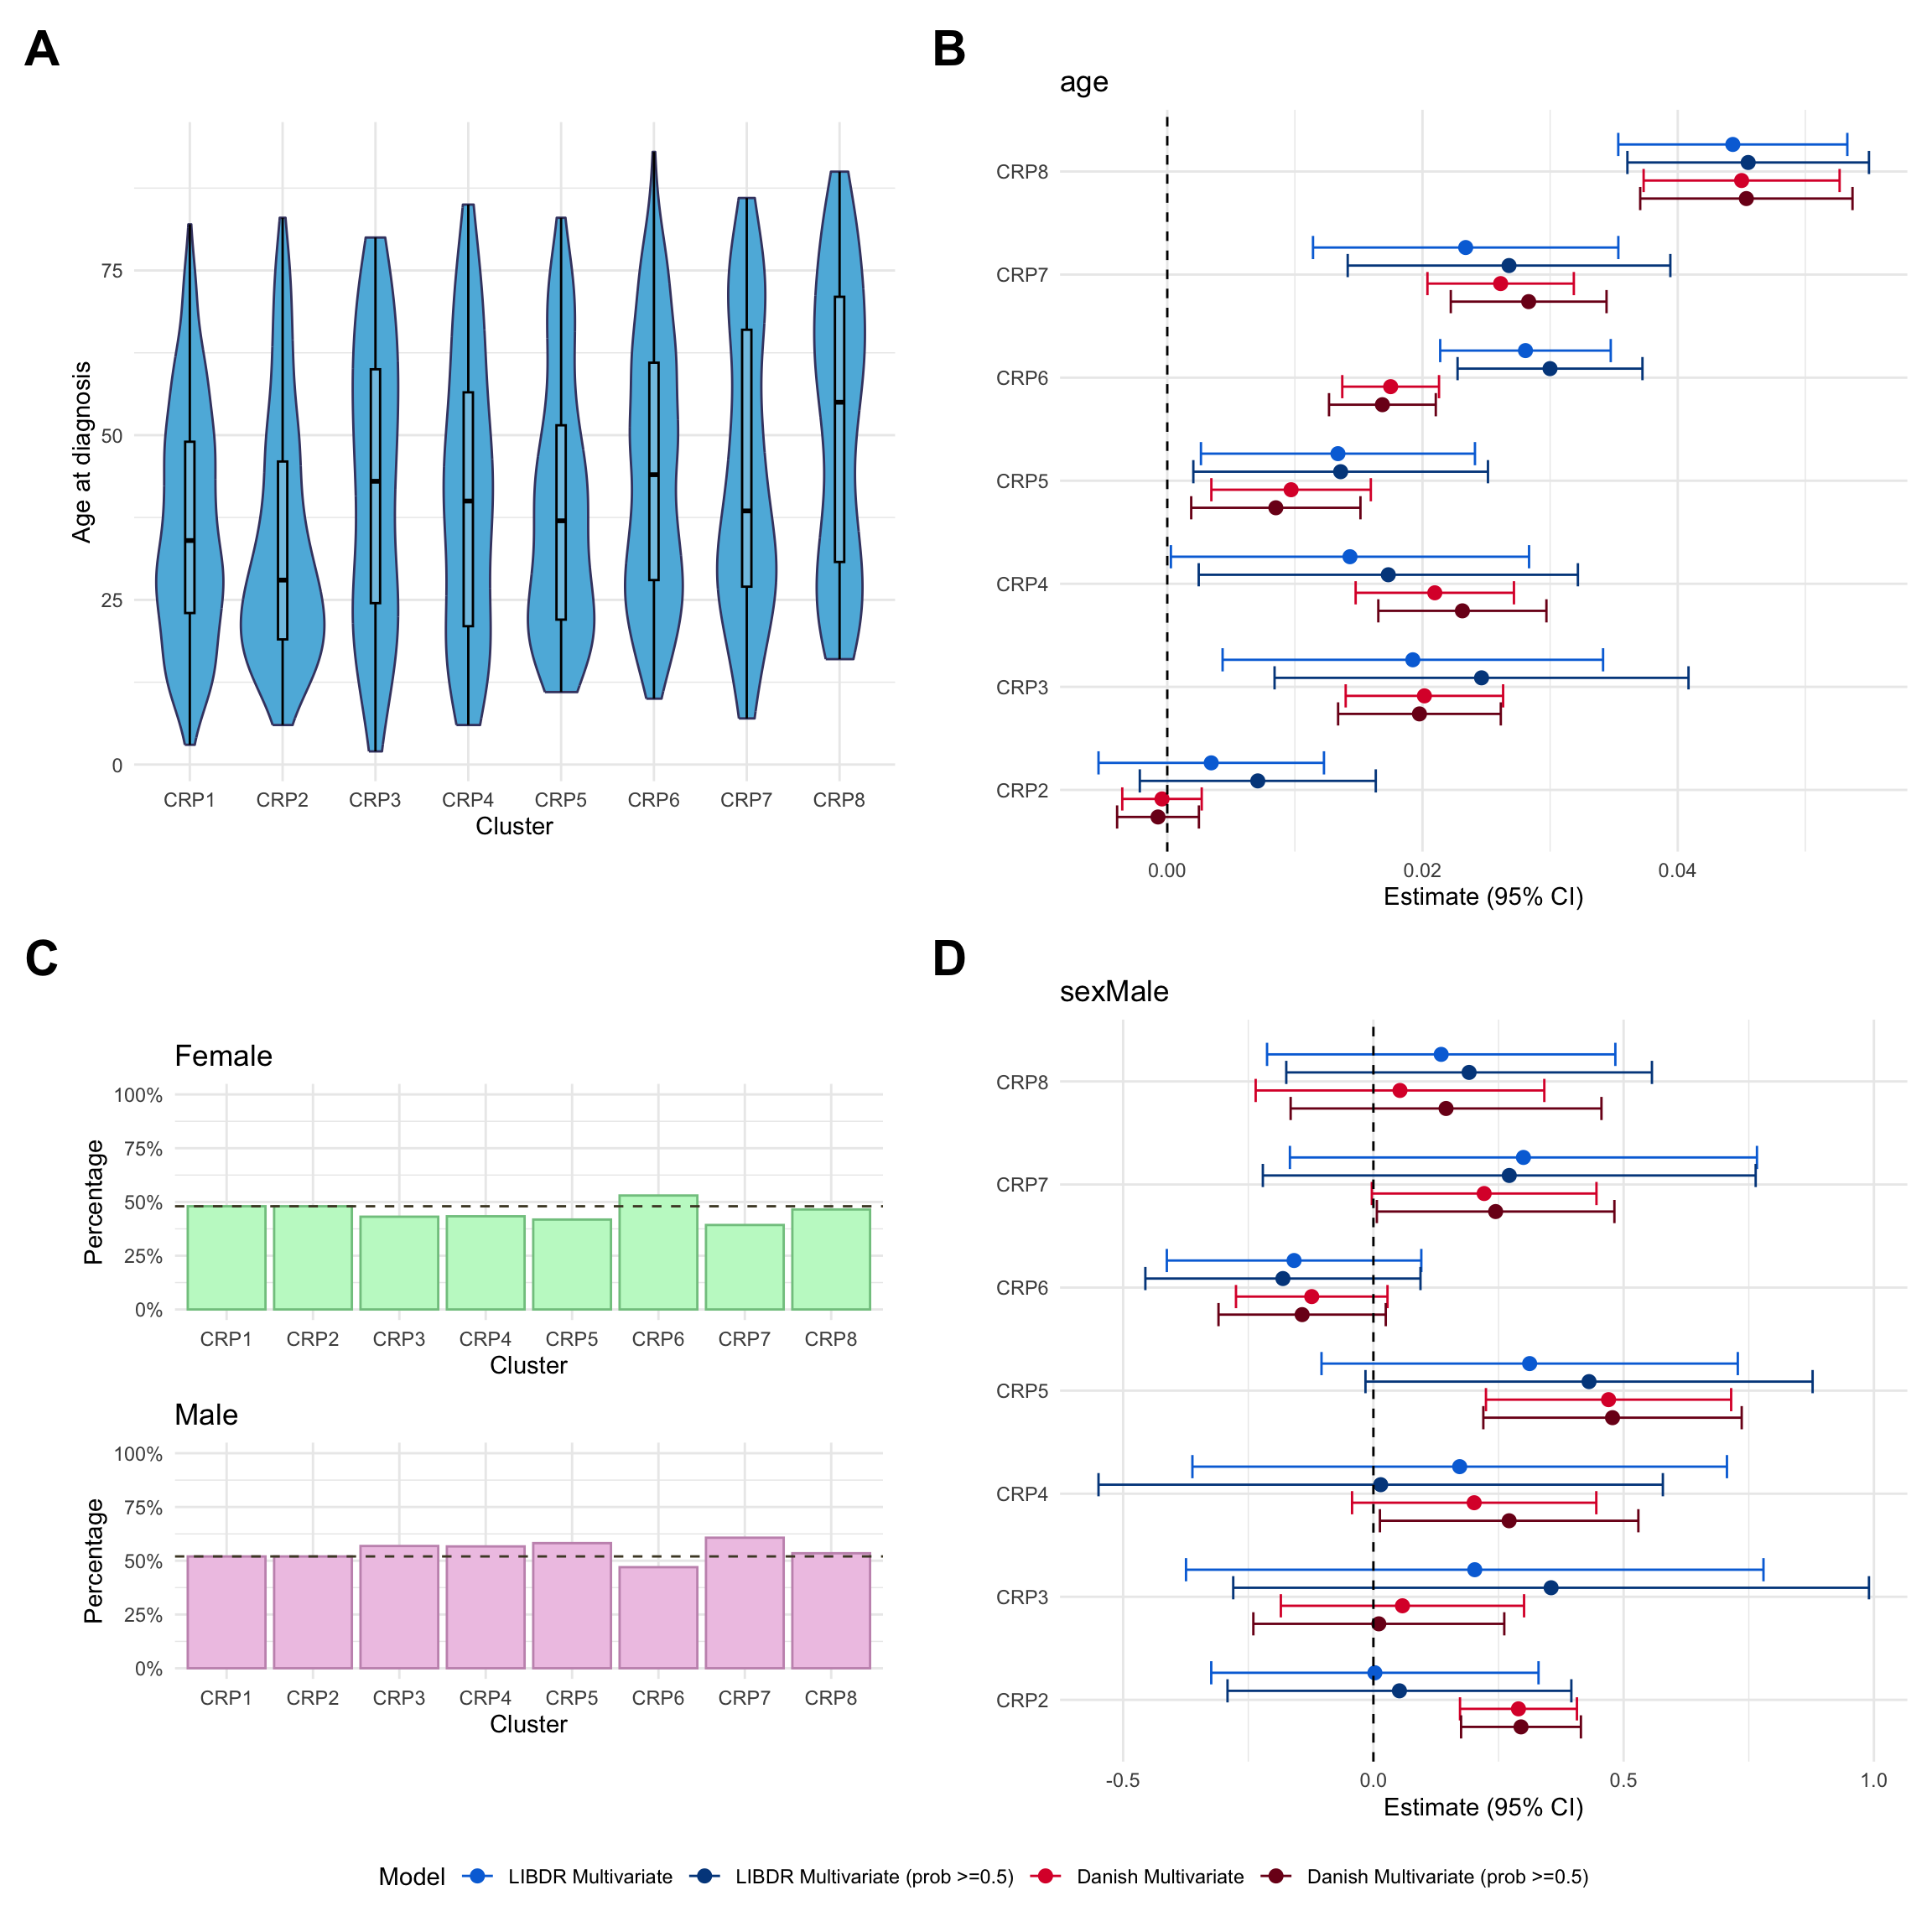 A
Age at diagnosis
75
50
25
0
CRP1 CRP2 CRP3 CRP4 CRP5 CRP6 CRP7 CRP8
Cluster
B
age
CRP8
CRP7
CRP6
CRP5
CRP4
CRP3
CRP2
0.00 0.02 0.04
Estimate (95% CI)
C
Female
Percentage
100%
75%
50%
25%
0%
CRP1 CRP2 CRP3 CRP4 CRP5 CRP6 CRP7 CRP8
Cluster
Male
Percentage
100%
75%
50%
25%
0%
CRP1 CRP2 CRP3 CRP4 CRP5 CRP6 CRP7 CRP8
Cluster
D
sexMale
CRP8
CRP7
CRP6
CRP5
CRP4
CRP3
CRP2
-0.5 0.0 0.5 1.0
Estimate (95% CI)
Model LIBDR Multivariate LIBDR Multivariate (prob >=0.5) Danish Multivariate Danish Multivariate (prob >=0.5)